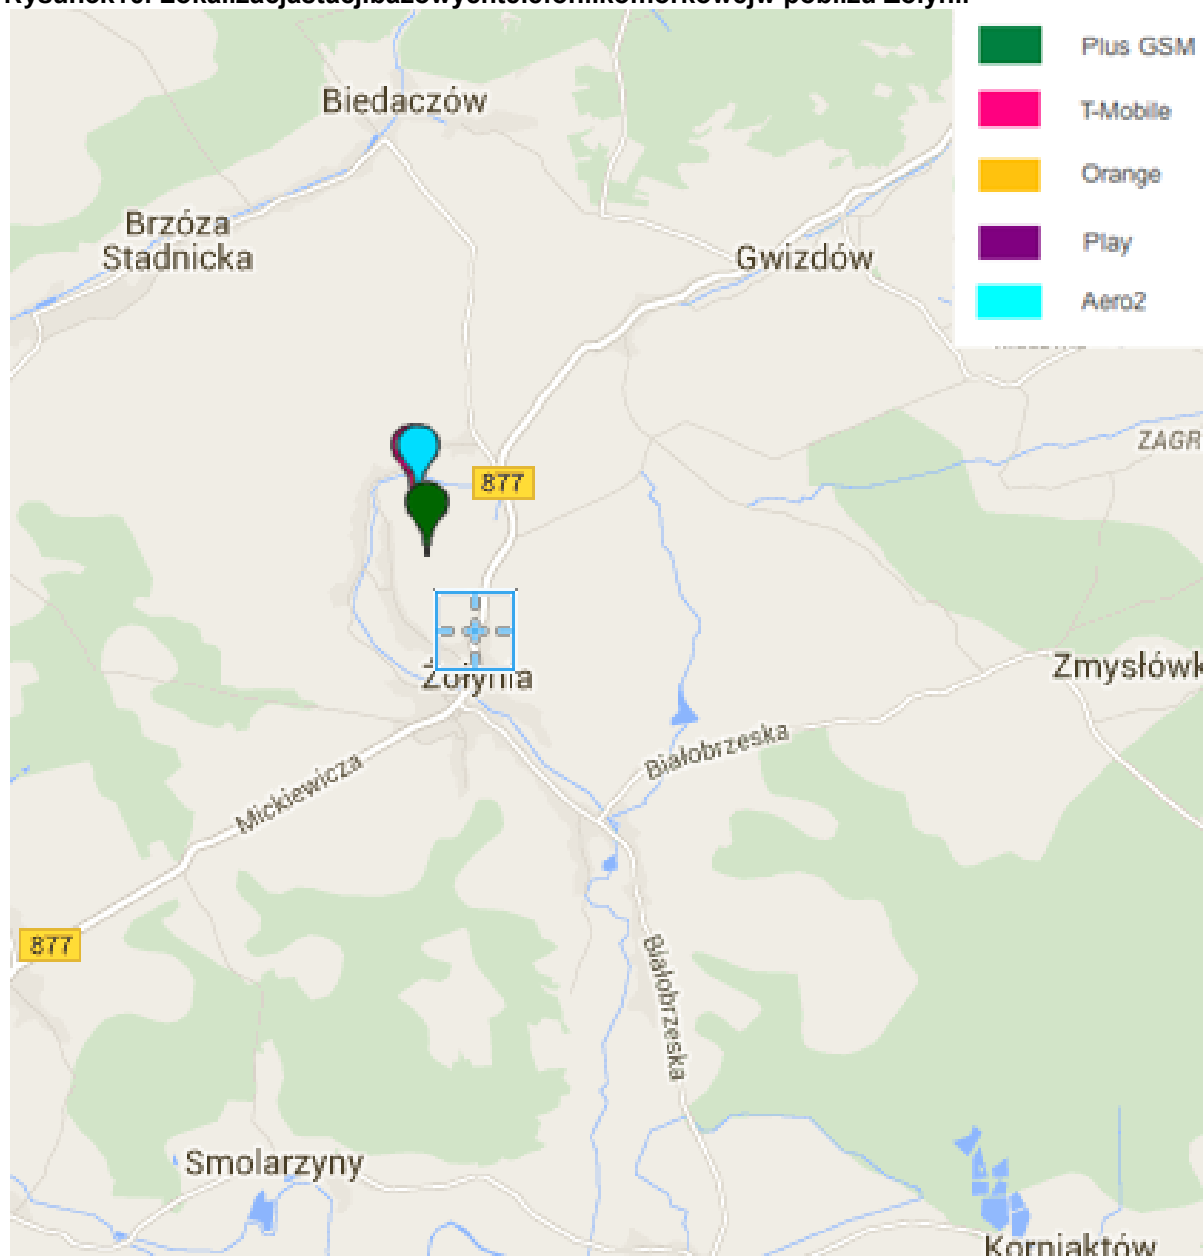 Plus GSM
T-Mobile
Orange
Play
Aero2
Biedaczów
Brzóza
Stadnicka
Gwizdów
ZAGR
877
Żołynia
Zmysłówk
Białobrzeska
Mickiewicza
877
Białobrzeska
Smolarzyny
Korniaktów